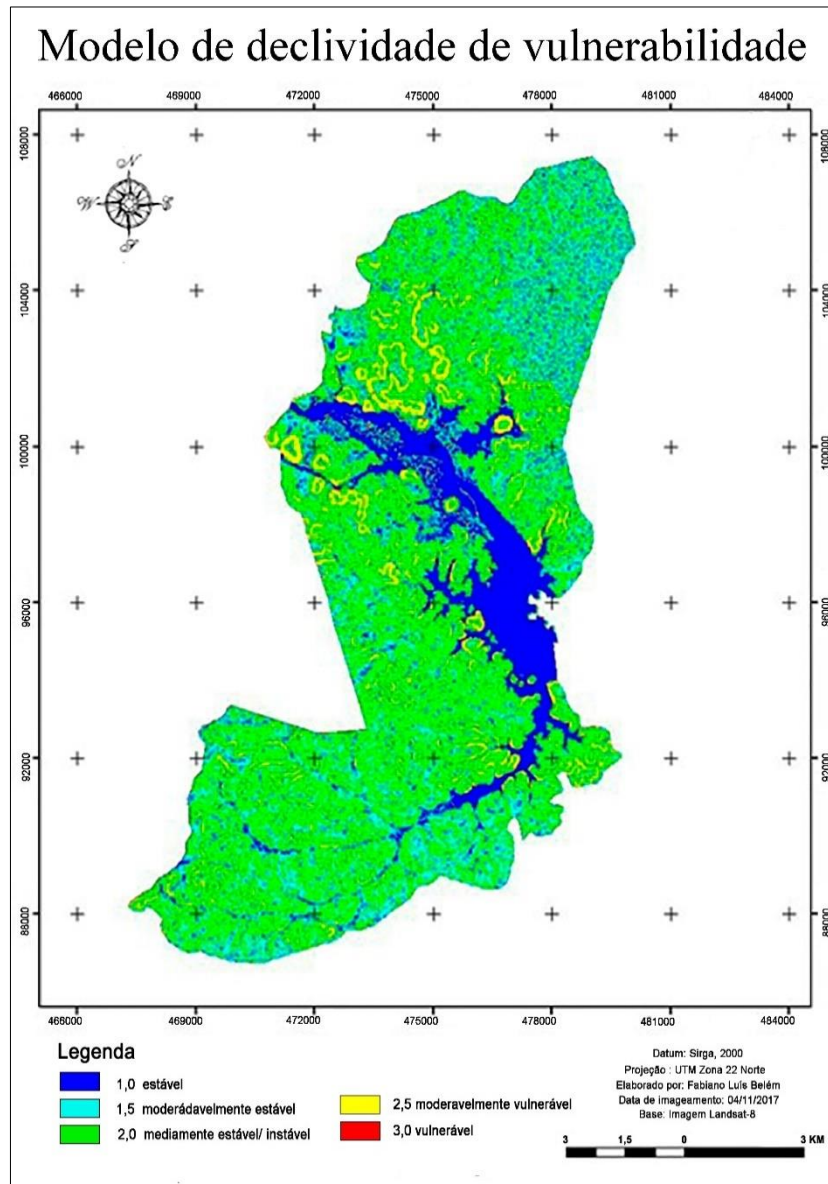 Modelo de declividade de vulnerabilidade
466000 469000 472000 475000 478000 481000 484000
108000 108000
N
W E
S
104000 104000
100000 100000
96000 96000
92000 92000
88000 88000
466000 469000 472000 475000 478000 481000 484000
Legenda
1,0 estável
1,5 moderádavelmente estável
2,0 mediamente estável/ instável
2,5 moderavelmente vulnerável
3,0 vulnerável
Datum: Sirga, 2000
Projeção : UTM Zona 22 Norte
Elaborado por: Fabiano Luís Belém
Data de imageamento: 04/11/2017
Base: Imagem Landsat-8
3 1,5 0 3 KM